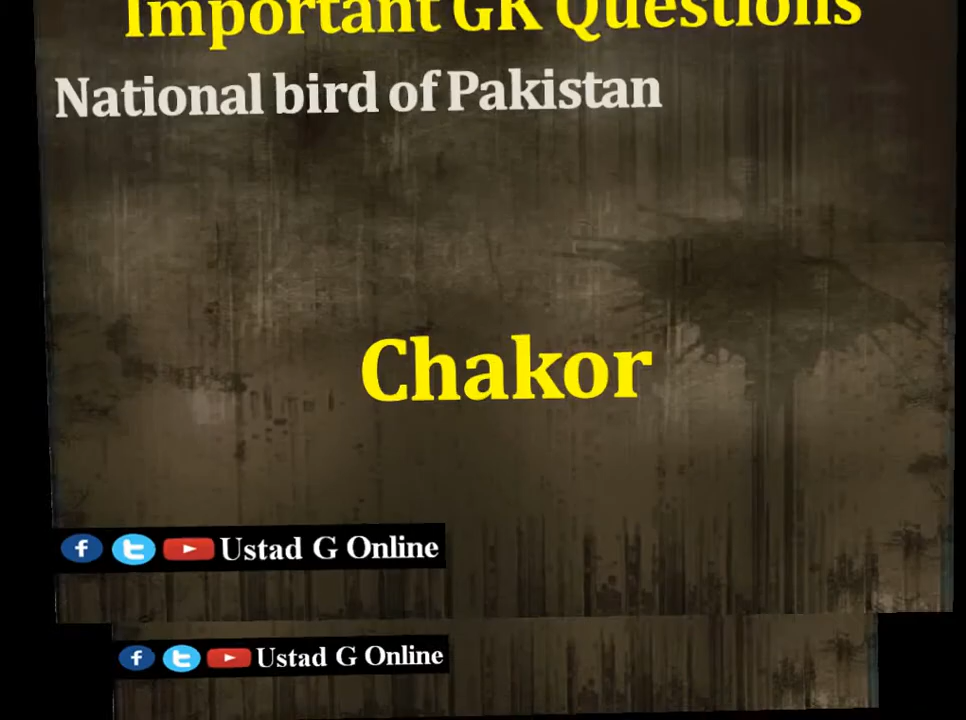 Important GK Questions
National bird of Pakistan
Chakor
Ustad G Online
Ustad G Online